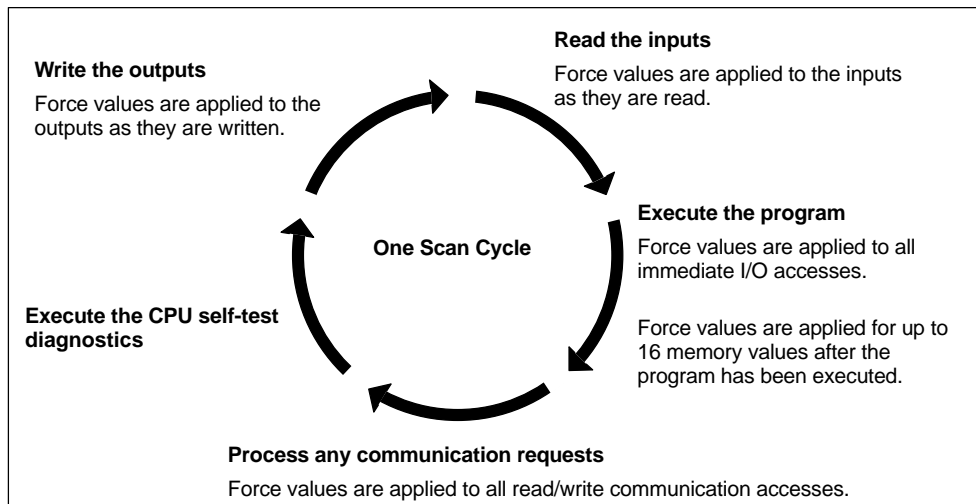 Read the inputs
Force values are applied to the inputs
as they are read.
Execute the program
Force values are applied to all
immediate I/O accesses.
Force values are applied for up to
16 memory values after the
program has been executed.
Process any communication requests
Force values are applied to all read/write communication accesses.
Execute the CPU self-test
diagnostics
Write the outputs
Force values are applied to the
outputs as they are written.
One Scan Cycle